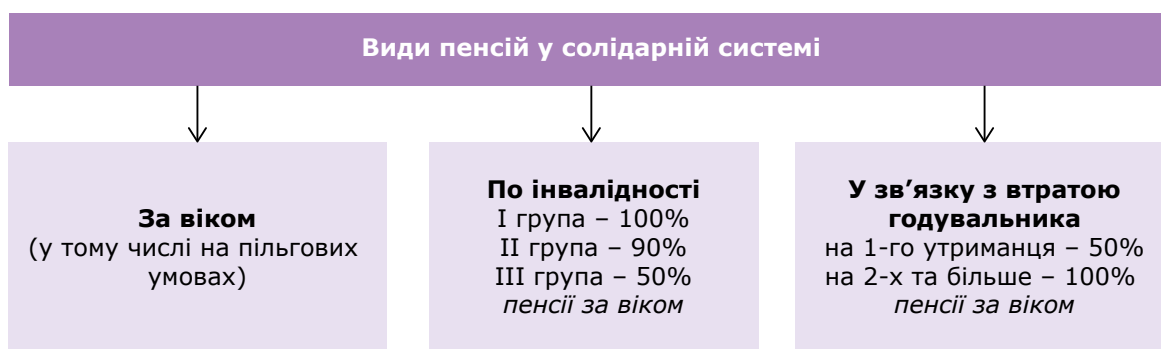 Види пенсій у солідарній системі
За віком
(у тому числі на пільгових
умовах)
По інвалідності
І група – 100%
ІІ група – 90%
ІІІ група – 50%
пенсії за віком
У зв’язку з втратою
годувальника
на 1-го утриманця – 50%
на 2-х та більше – 100%
пенсії за віком